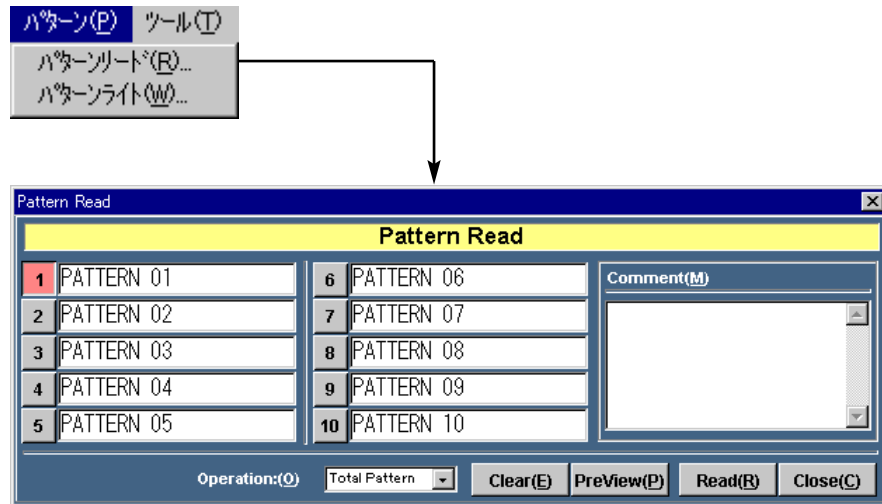 パターン(P) ツール(T)
パターンリード(R)...
パターンライト(W)...
Pattern Read
Pattern Read
1 PATTERN 01
2 PATTERN 02
3 PATTERN 03
4 PATTERN 04
5 PATTERN 05
6 PATTERN 06
7 PATTERN 07
8 PATTERN 08
9 PATTERN 09
10 PATTERN 10
Comment(M)
Operation:(O) Total Pattern Clear(E) PreView(P) Read(R) Close(C)